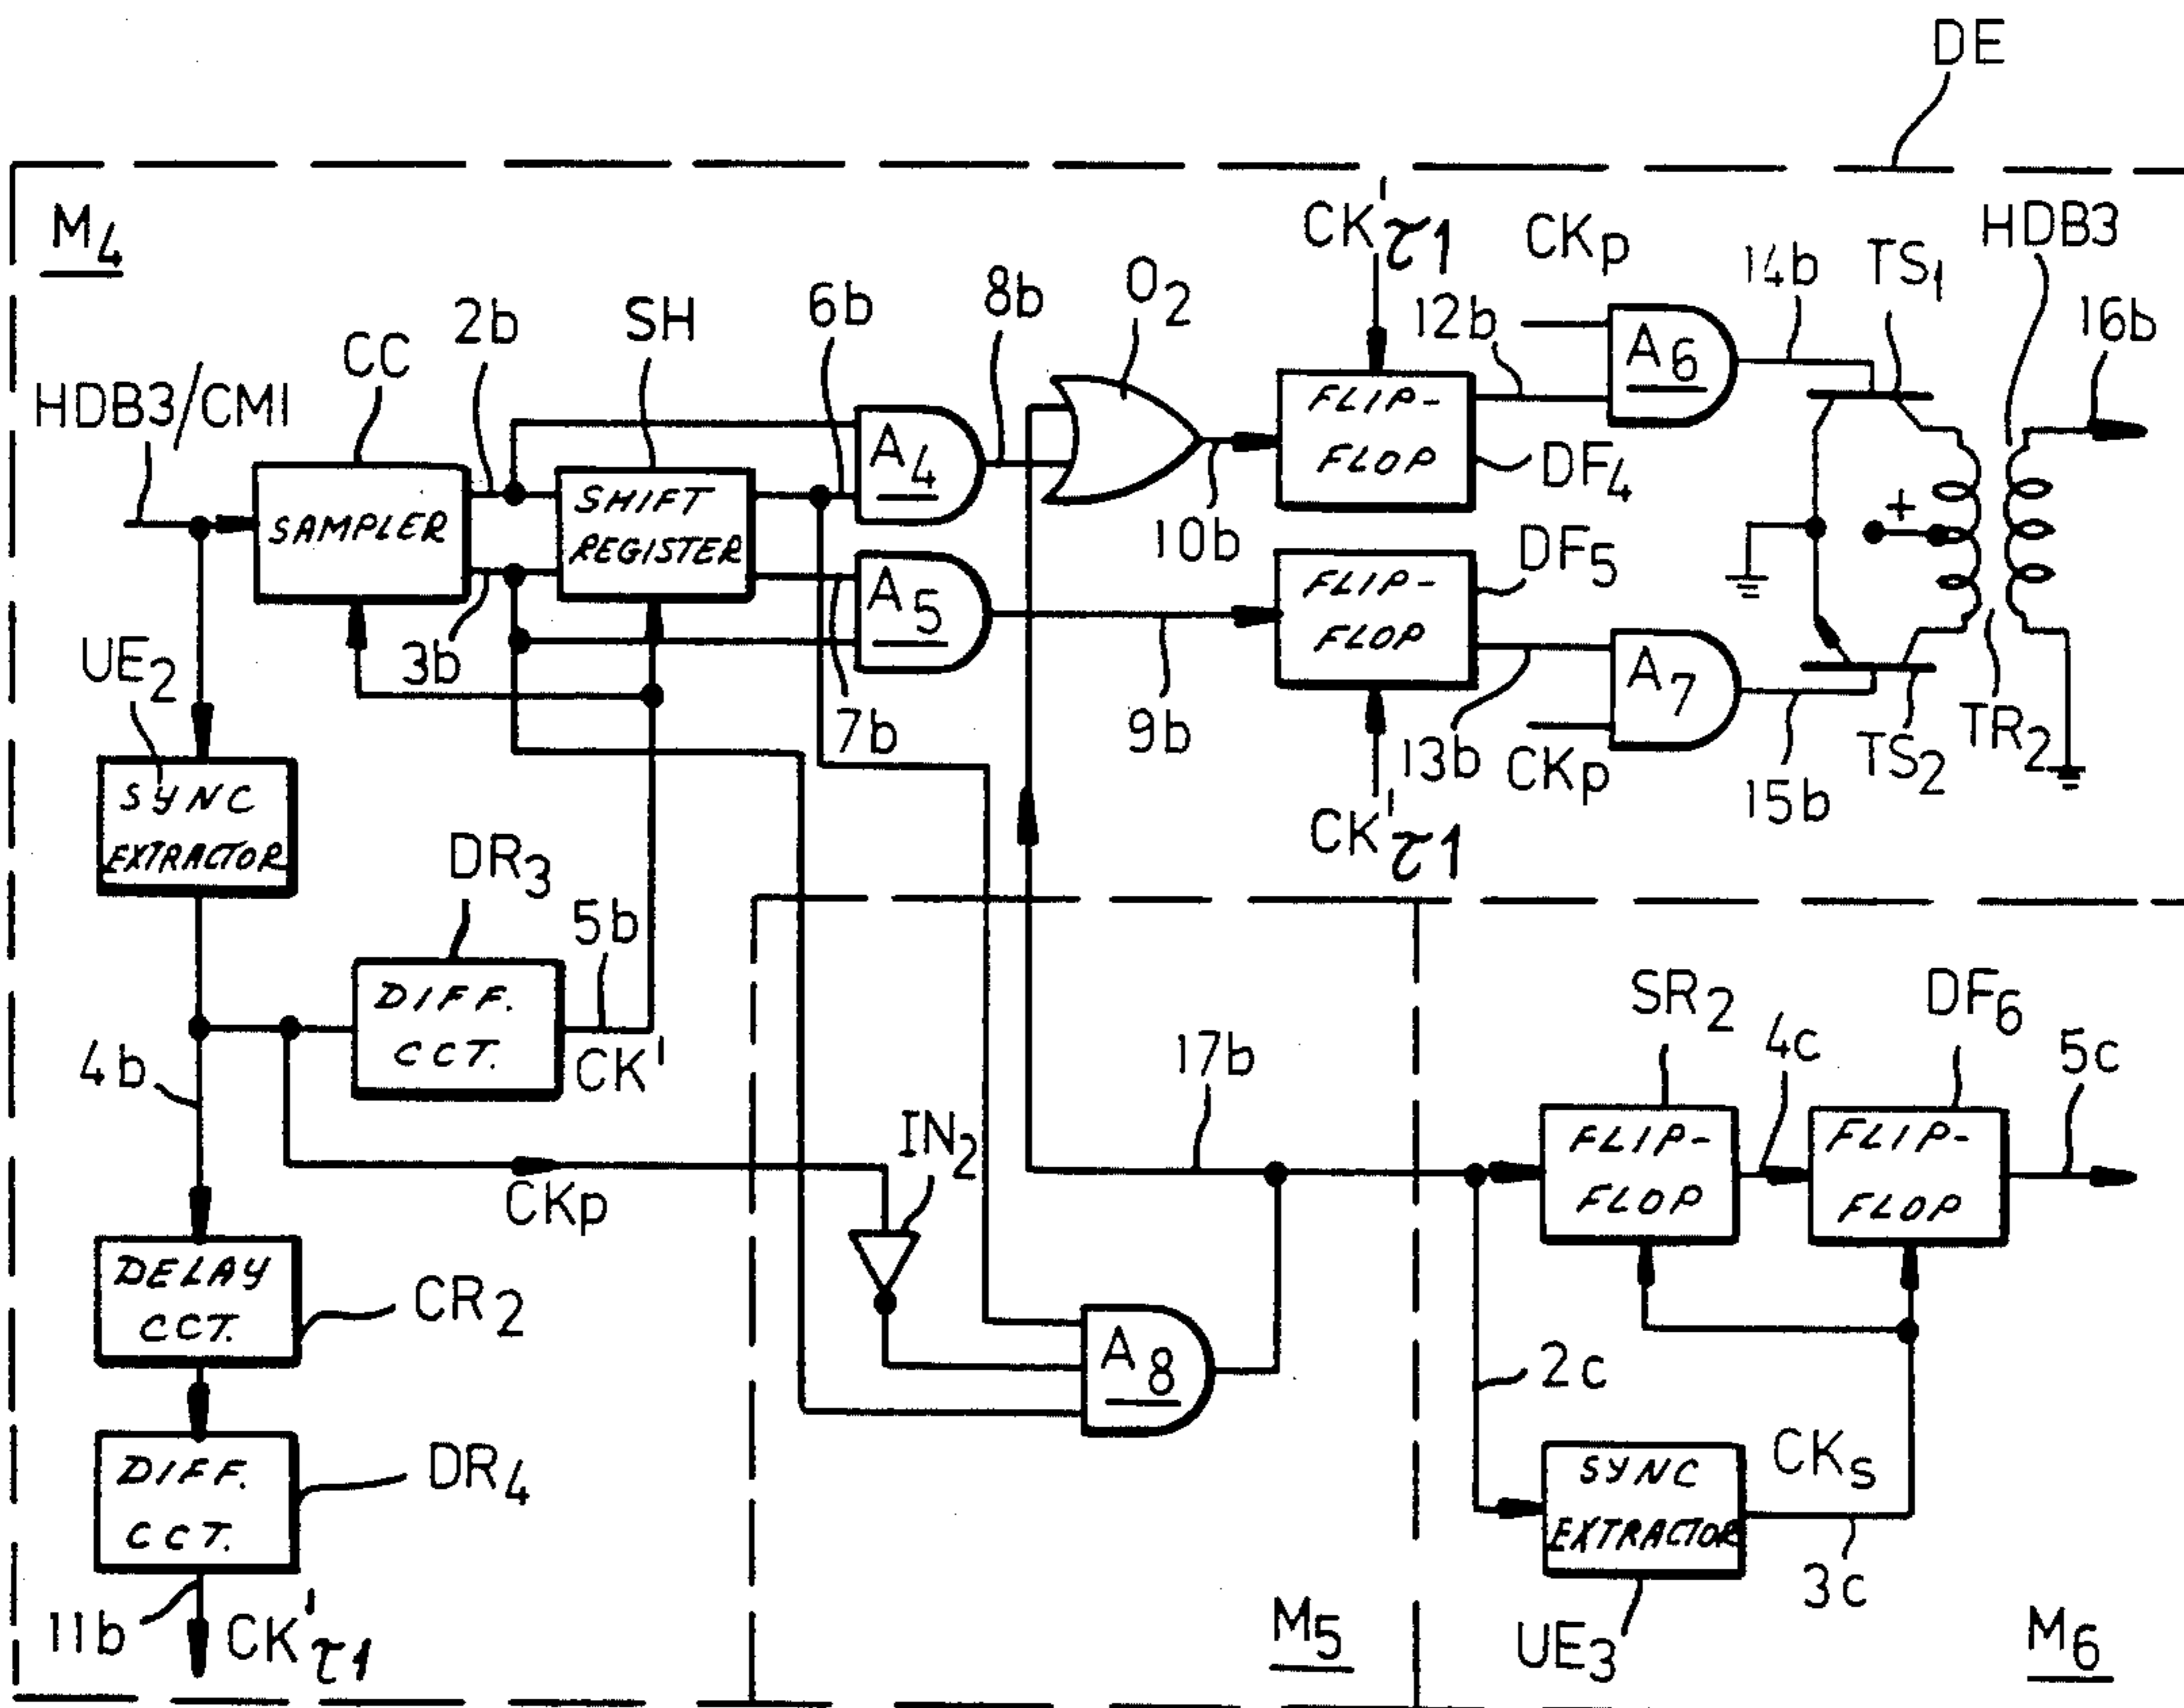 DE
M4
CK'τ1
CKp
14b
TS1
HDB3
16b
HDB3/CMI
CC
2b
SH
6b
8b
O2
12b
A6
SAMPLER
SHIFT
REGISTER
A4
FLIP-
FLOP
DF4
+
10b
3b
A5
7b
9b
FLIP-
FLOP
DF5
13b
CKp
A7
15b
TS2
TR2
CK'τ1
UE2
SYNC
EXTRACTOR
DR3
5b
DIFF.
CCT.
CK'
4b
CKp
IN2
17b
SR2
4c
DF6
5c
FLIP-
FLOP
FLIP-
FLOP
DELAY
CCT.
CR2
A8
2c
DIFF.
CCT.
DR4
SYNC
EXTRACTOR
CKs
3c
11b
CK'τ1
M5
UE3
M6